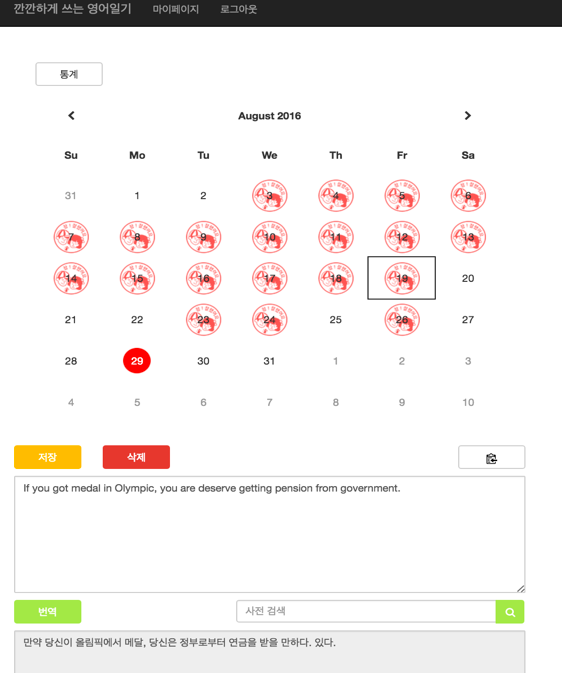 깐깐하게 쓰는 영어일기 마이페이지 로그아웃
통계
August 2016
Su Mo Tu We Th Fr Sa
31 1 2 3 4 5 6
7 8 9 10 11 12 13
14 15 16 17 18 19 20
21 22 23 24 25 26 27
28 29 30 31 1 2 3
4 5 6 7 8 9 10
저장 삭제
If you got medal in Olympic, you are deserve getting pension from government.
번역 사전 검색
만약 당신이 올림픽에서 메달, 당신은 정부로부터 연금을 받을 만하다. 있다.